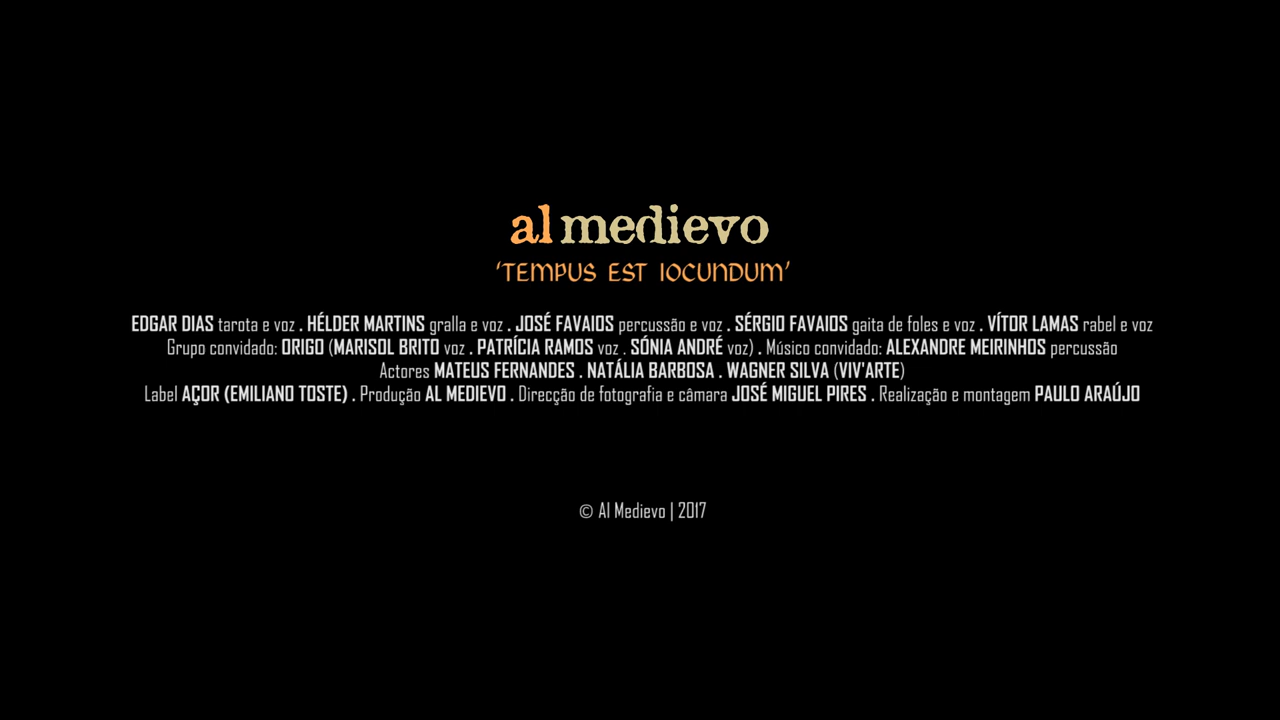 al medievo
‘TEMPUS EST IOCUNDUM’
EDGAR DIAS tarota e voz . HÉLDER MARTINS gralla e voz . JOSÉ FAVAIOS percussão e voz . SÉRGIO FAVAIOS gaita de foles e voz . VÍTOR LAMAS rabel e voz
Grupo convidado: ORIGO (MARISOL BRITO voz . PATRÍCIA RAMOS voz . SÓNIA ANDRÉ voz) . Músico convidado: ALEXANDRE MEIRINHOS percussão
Actores MATEUS FERNANDES . NATÁLIA BARBOSA . WAGNER SILVA (VIV'ARTE)
Label AÇOR (EMILIANO TOSTE) . Produção AL MEDIEVO . Direcção de fotografia e câmara JOSÉ MIGUEL PIRES . Realização e montagem PAULO ARAÚJO
© Al Medievo | 2017